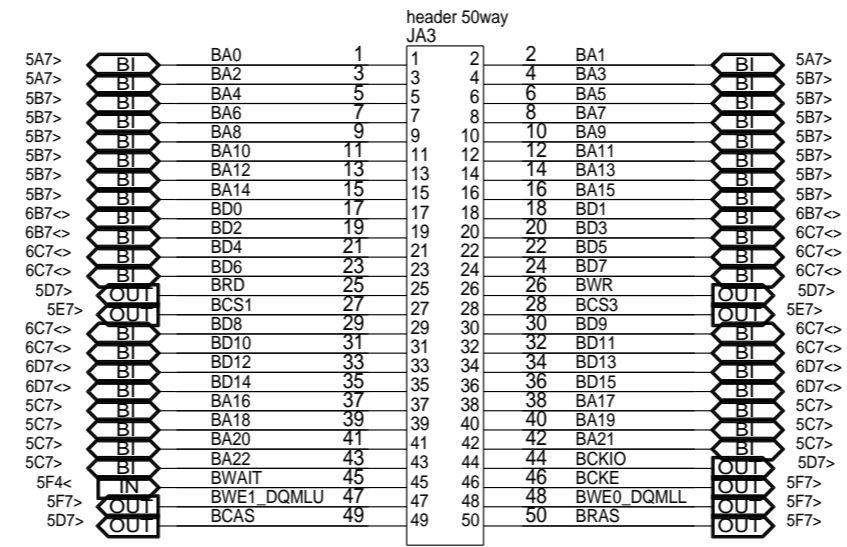 header 50way
JA3
5A7> BI BA0 1 1 2 2 BA1 BI 5A7>
5A7> BI BA2 3 3 4 4 BA3 BI 5B7>
5B7> BI BA4 5 5 6 6 BA5 BI 5B7>
5B7> BI BA6 7 7 8 8 BA7 BI 5B7>
5B7> BI BA8 9 9 10 10 BA9 BI 5B7>
5B7> BI BA10 11 11 12 12 BA11 BI 5B7>
5B7> BI BA12 13 13 14 14 BA13 BI 5B7>
5B7> BI BA14 15 15 16 16 BA15 BI 5B7>
6B7<> BI BD0 17 17 18 18 BD1 BI 6B7<>
6B7<> BI BD2 19 19 20 20 BD3 BI 6C7<>
6C7<> BI BD4 21 21 22 22 BD5 BI 6C7<>
6C7<> BI BD6 23 23 24 24 BD7 BI 6C7<>
5D7> OUT BRD 25 25 26 26 BWR OUT 5D7>
5E7> OUT BCS1 27 27 28 28 BCS3 OUT 5E7>
6C7<> BI BD8 29 29 30 30 BD9 BI 6C7<>
6C7<> BI BD10 31 31 32 32 BD11 BI 6C7<>
6D7<> BI BD12 33 33 34 34 BD13 BI 6D7<>
6D7<> BI BD14 35 35 36 36 BD15 BI 6D7<>
5C7> BI BA16 37 37 38 38 BA17 BI 5C7>
5C7> BI BA18 39 39 40 40 BA19 BI 5C7>
5C7> BI BA20 41 41 42 42 BA21 BI 5C7>
5C7> BI BA22 43 43 44 44 BCKIO OUT 5D7>
5F4< IN BWAIT 45 45 46 46 BCKE OUT 5F7>
5F7> OUT BWE1_DQMLU 47 47 48 48 BWE0_DQMLL OUT 5F7>
5D7> OUT BCAS 49 49 50 50 BRAS OUT 5F7>